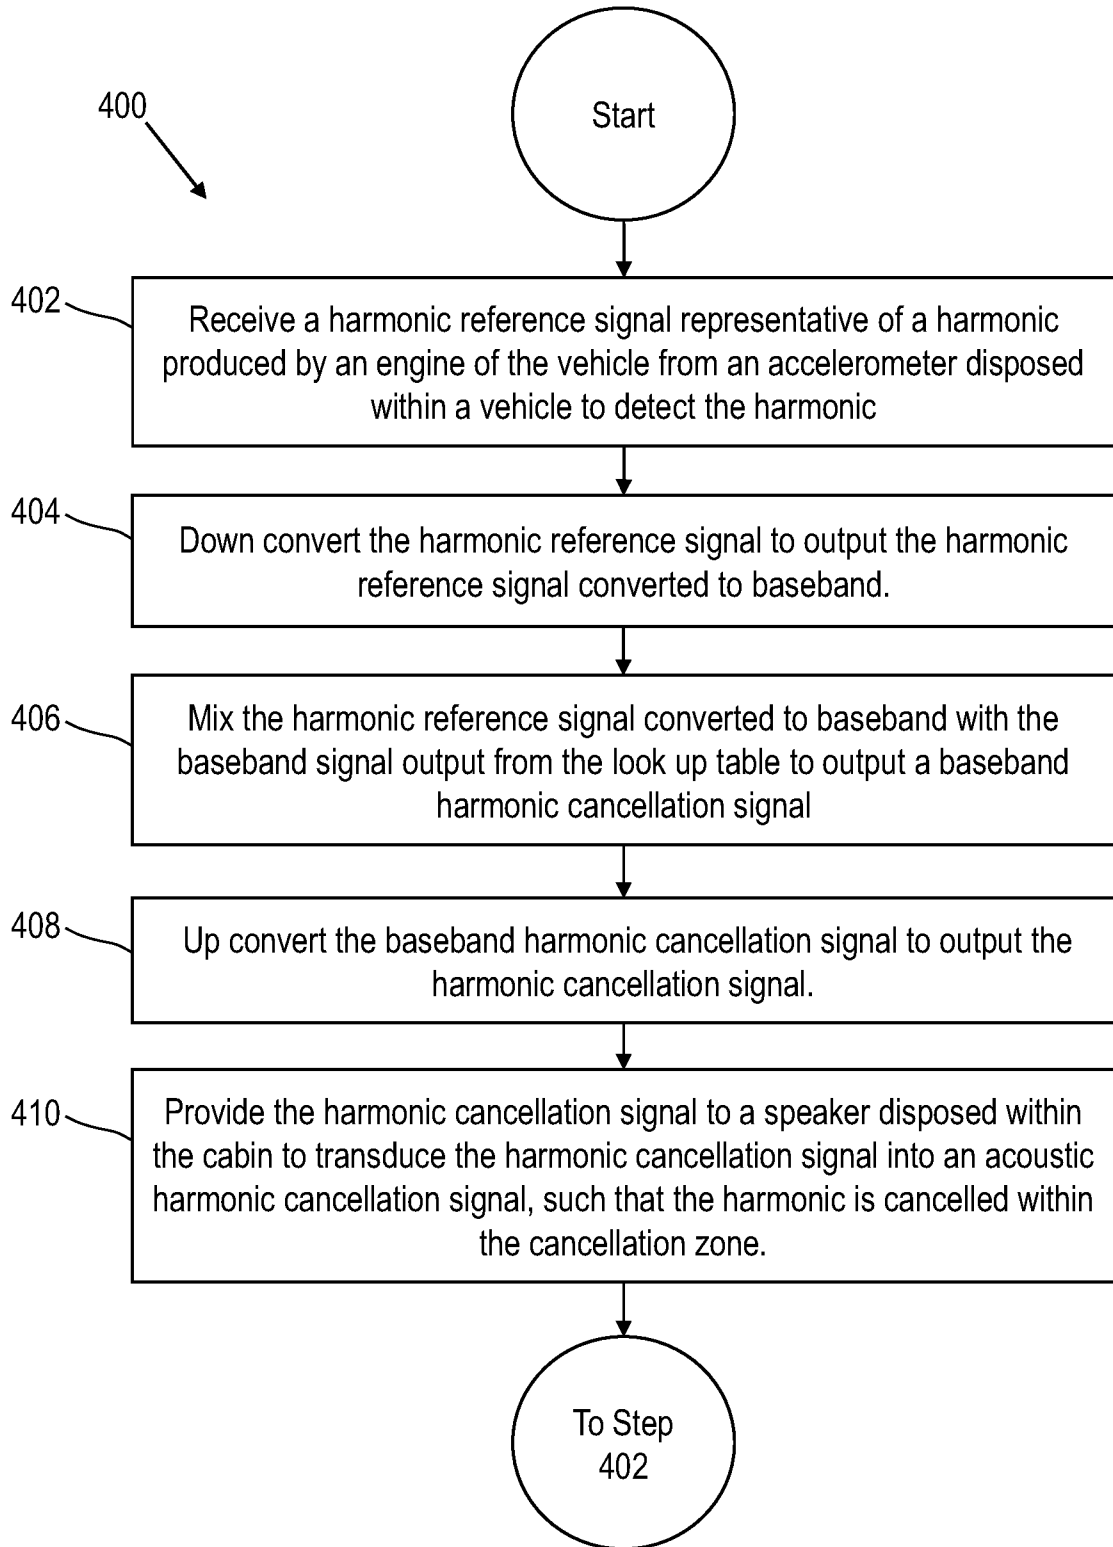 Start
400
402
Receive a harmonic reference signal representative of a harmonic
produced by an engine of the vehicle from an accelerometer disposed
within a vehicle to detect the harmonic
404
Down convert the harmonic reference signal to output the harmonic
reference signal converted to baseband.
406
Mix the harmonic reference signal converted to baseband with the
baseband signal output from the look up table to output a baseband
harmonic cancellation signal
408
Up convert the baseband harmonic cancellation signal to output the
harmonic cancellation signal.
410
Provide the harmonic cancellation signal to a speaker disposed within
the cabin to transduce the harmonic cancellation signal into an acoustic
harmonic cancellation signal, such that the harmonic is cancelled within
the cancellation zone.
To Step
402